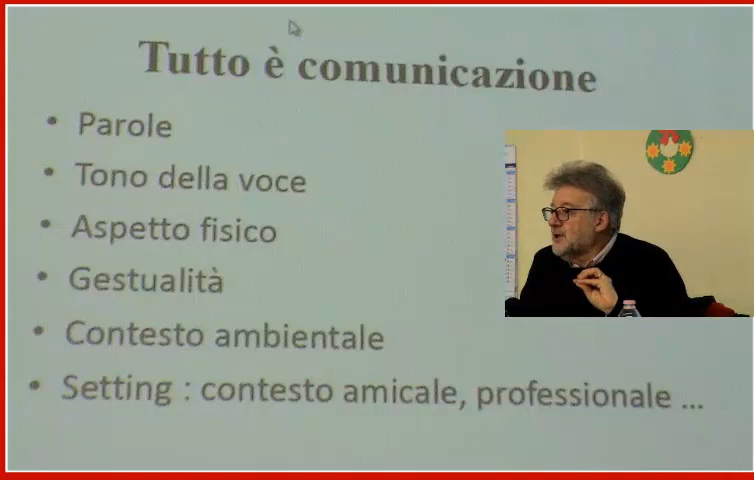 Tutto è comunicazione
• Parole
• Tono della voce
• Aspetto fisico
• Gestualità
• Contesto ambientale
• Setting : contesto amicale, professionale ...